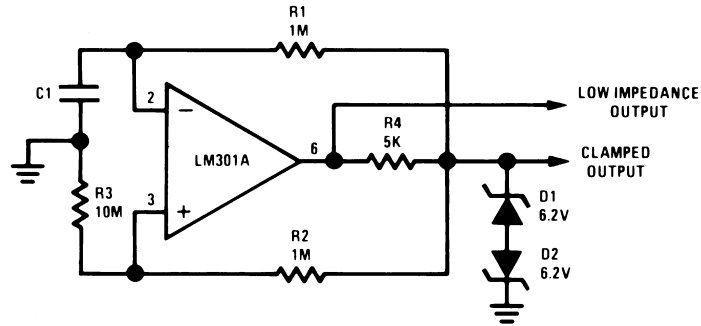 R1
1M
C1
2
−
LM301A
6
R4
5K
LOW IMPEDANCE
OUTPUT
CLAMPED
OUTPUT
R3
10M
3
+
D1
6.2V
R2
1M
D2
6.2V